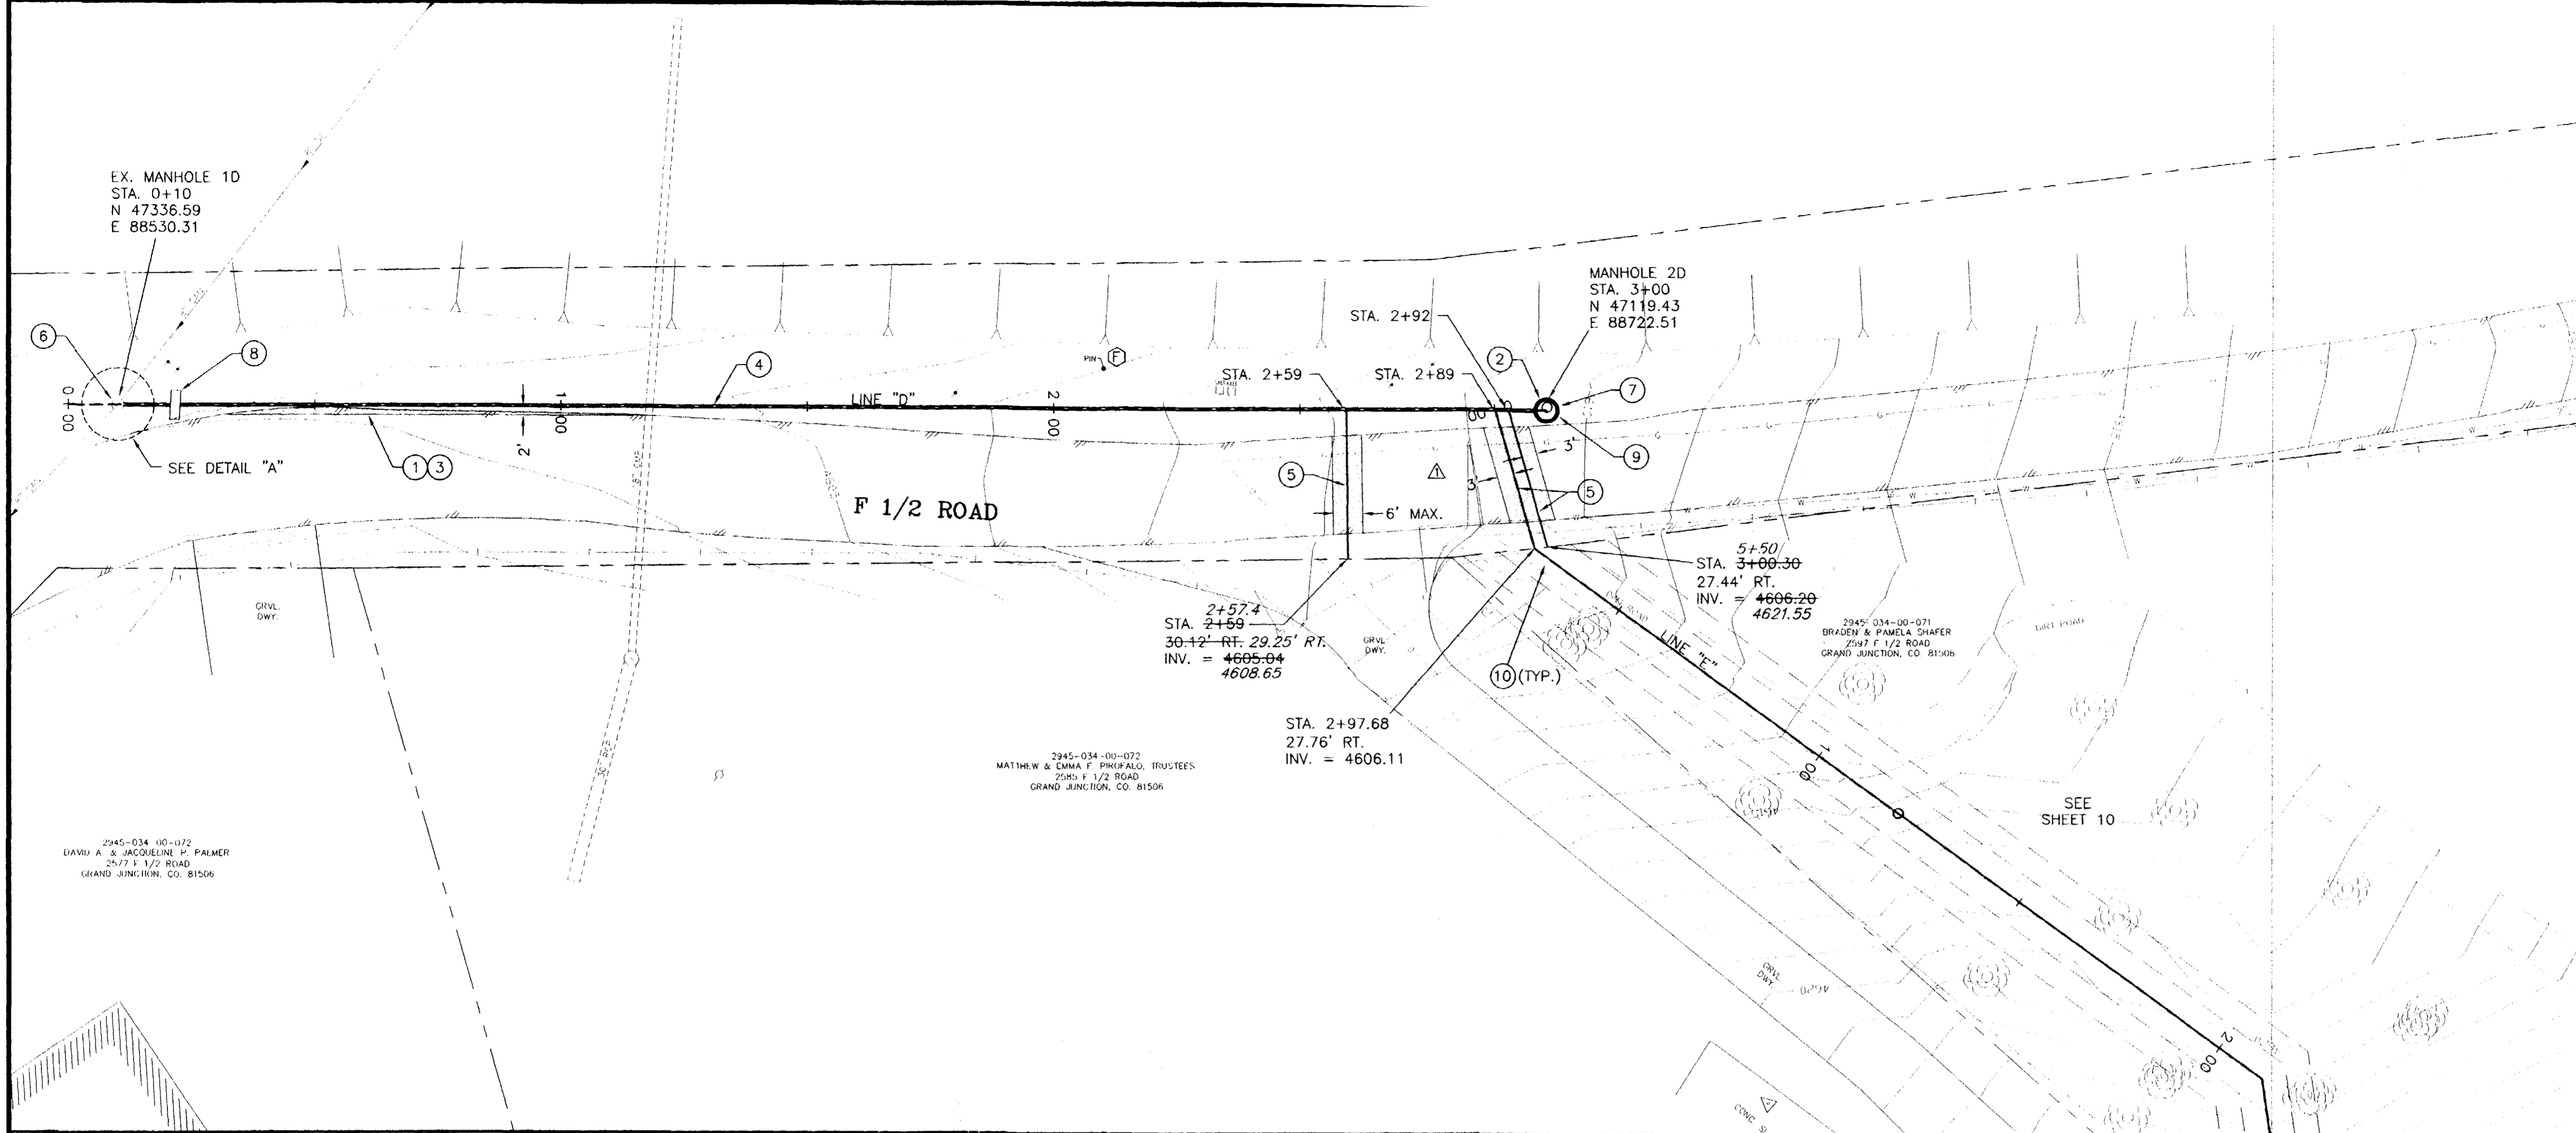 EX. MANHOLE 1D
STA. 0+10
N 47336.59
E 88530.31
6
8
4
PIN
F
STA. 2+92
STA. 2+59
STA. 2+89
MANHOLE 2D
STA. 3+00
N 47119.43
E 88722.51
2
7
9
0+00
1+00
2+00
LINE "D"
2'
SEE DETAIL "A"
1
3
F 1/2 ROAD
5
6' MAX.
1
3'
3'
5
5+50
STA. 3+00.30
27.44' RT.
INV. = 4606.20
4621.55
2+57.4
STA. 2+59
30.12' RT. 29.25' RT.
INV. = 4605.04
4608.65
GRVL.
DWY.
GRVL.
DWY.
10 (TYP.)
LINE "E"
2945-034-00-071
BRADEN & PAMELA SHAFER
2597 F 1/2 ROAD
GRAND JUNCTION, CO. 81506
DIRT ROAD
STA. 2+97.68
27.76' RT.
INV. = 4606.11
2945-034-00-072
MATTHEW & EMMA F. PIROFALO, TRUSTEES
2585 F 1/2 ROAD
GRAND JUNCTION, CO. 81506
1+00
SEE
SHEET 10
2945-034-00-072
DAVID A. & JACQUELINE P. PALMER
2577 F 1/2 ROAD
GRAND JUNCTION, CO. 81506
GRVL.
DWY.
4620
2+00
CONC